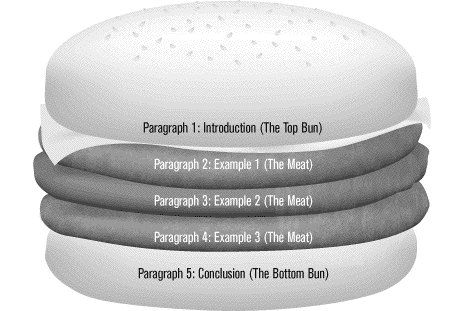 Paragraph 1: Introduction (The Top Bun)
Paragraph 2: Example 1 (The Meat)
Paragraph 3: Example 2 (The Meat)
Paragraph 4: Example 3 (The Meat)
Paragraph 5: Conclusion (The Bottom Bun)